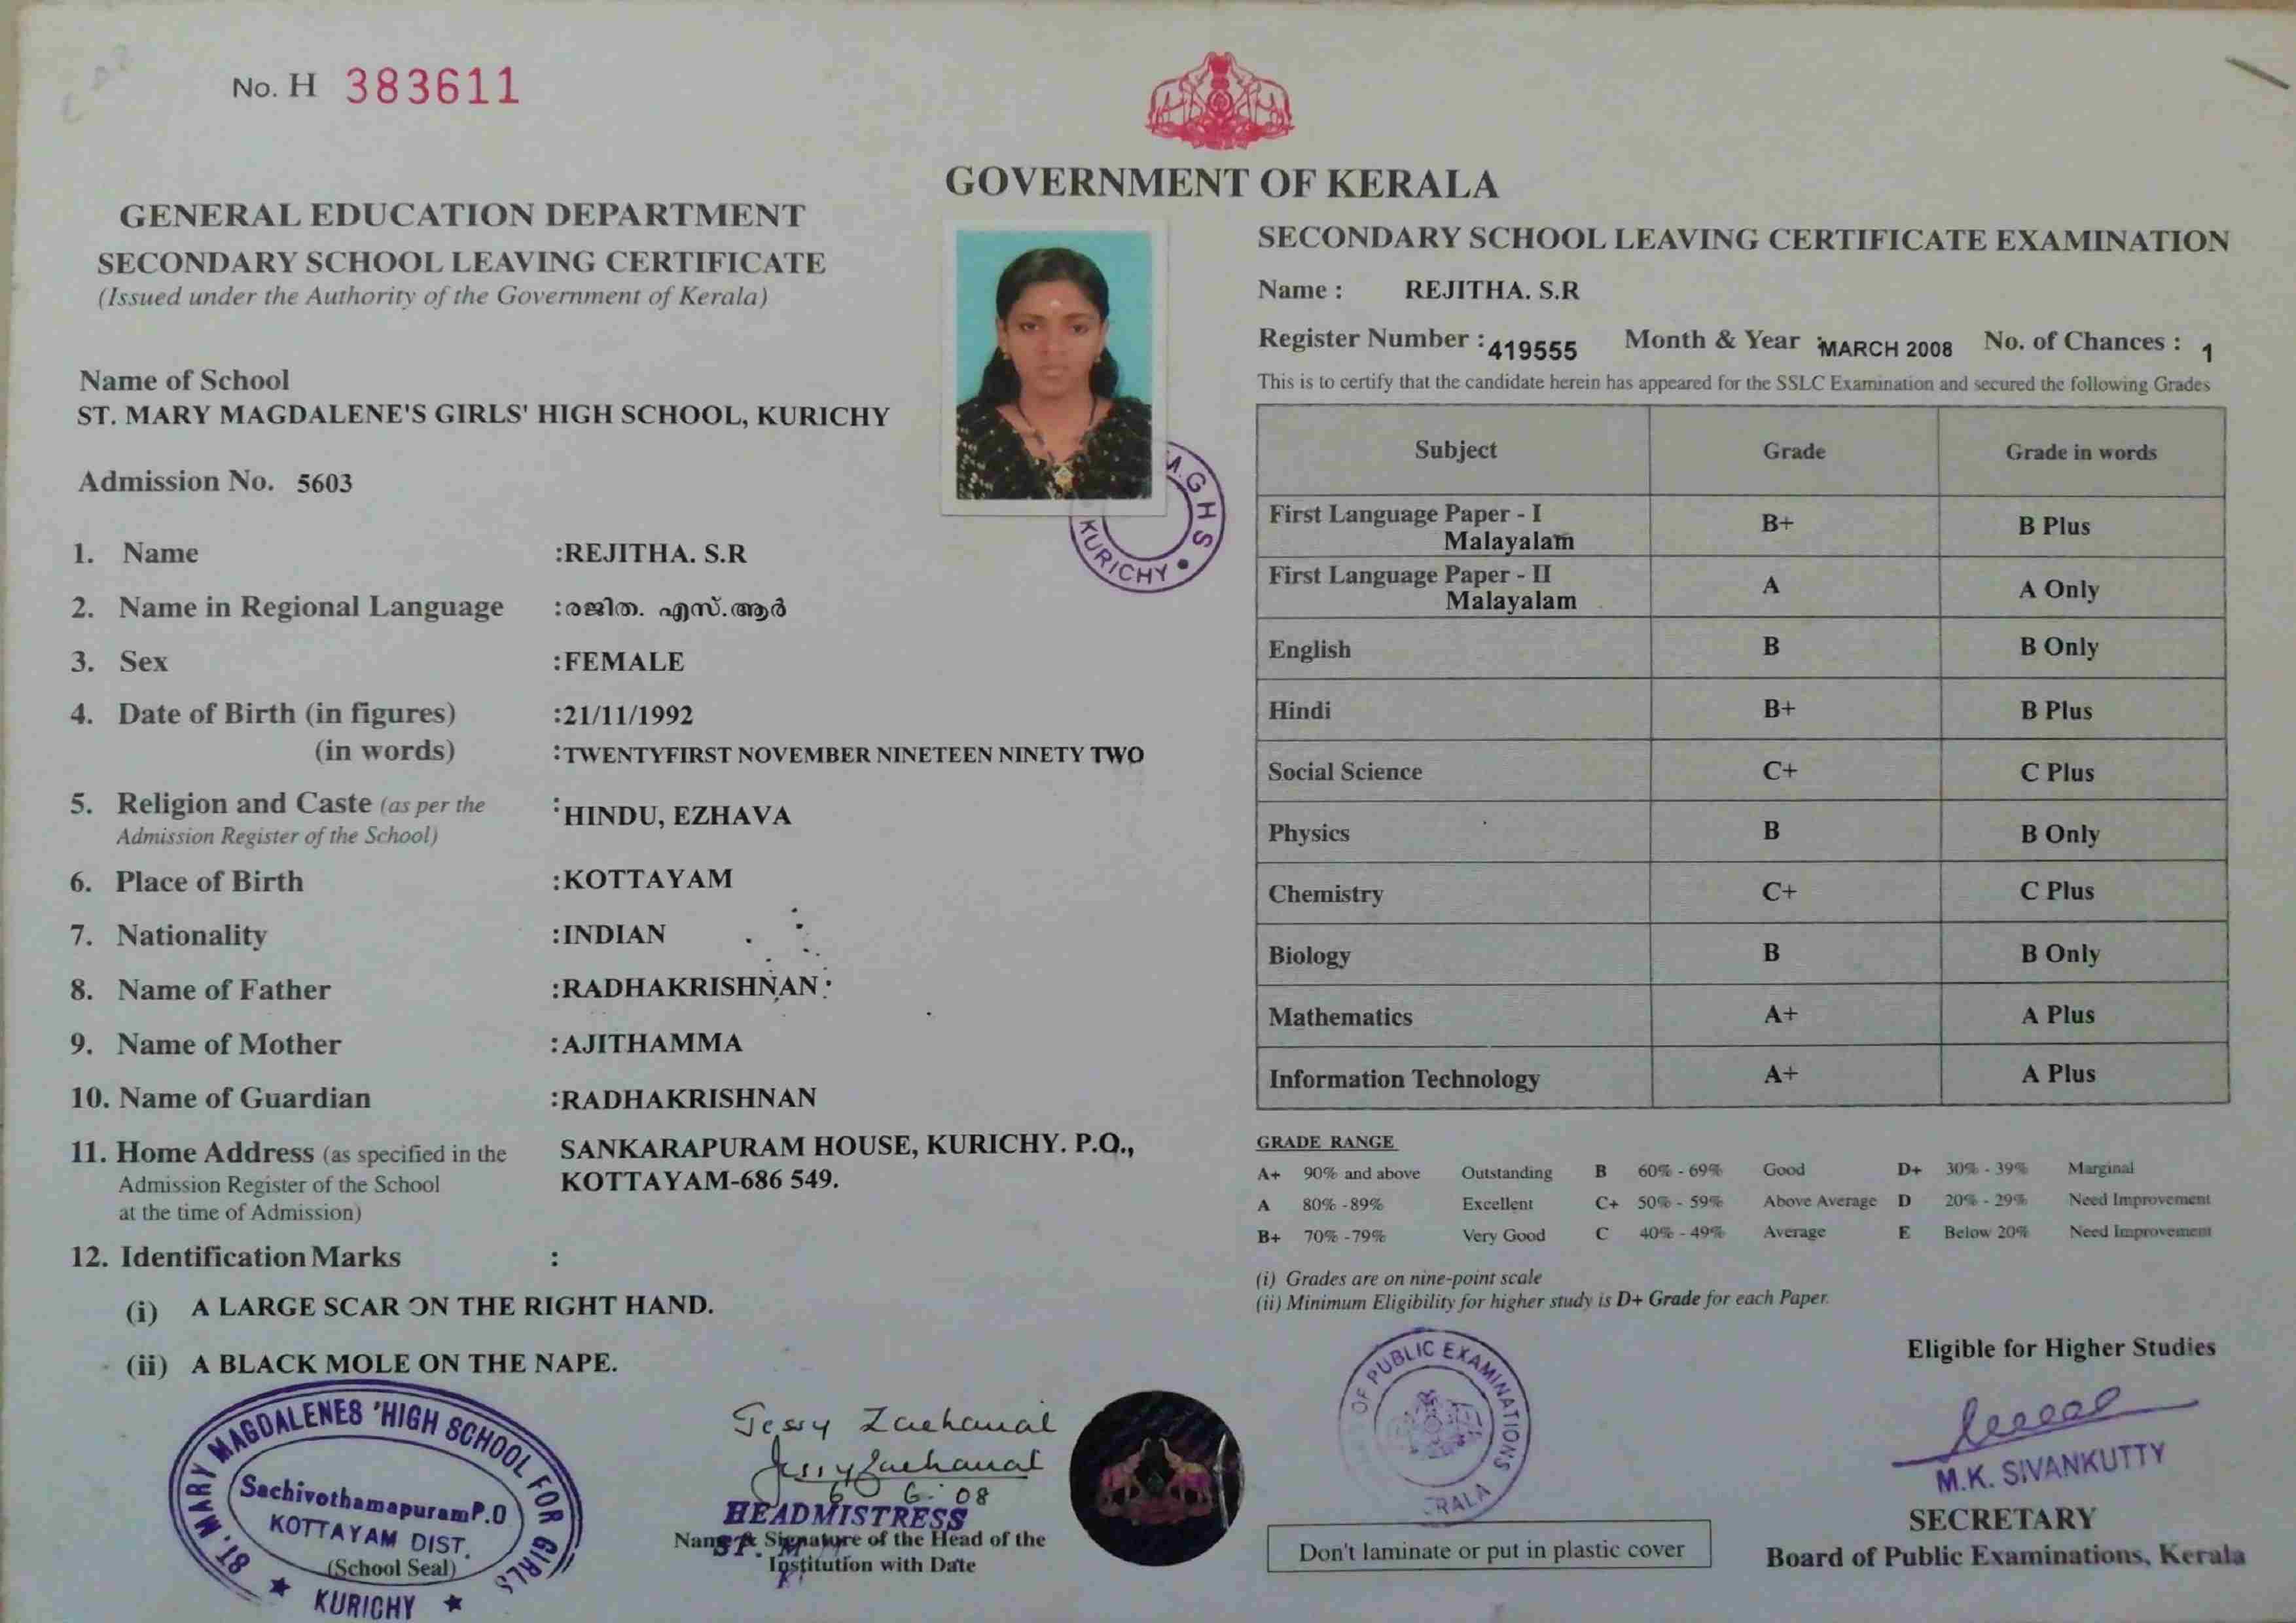 No. H 383611
GOVERNMENT OF KERALA
GENERAL EDUCATION DEPARTMENT
SECONDARY SCHOOL LEAVING CERTIFICATE
(Issued under the Authority of the Government of Kerala)
Name of School
ST. MARY MAGDALENE'S GIRLS' HIGH SCHOOL, KURICHY
Admission No. 5603
1. Name :REJITHA. S.R
2. Name in Regional Language :രജിത. എസ്.ആർ
3. Sex :FEMALE
4. Date of Birth (in figures) :21/11/1992
(in words) :TWENTYFIRST NOVEMBER NINETEEN NINETY TWO
5. Religion and Caste (as per the :HINDU, EZHAVA
Admission Register of the School)
6. Place of Birth :KOTTAYAM
7. Nationality :INDIAN
8. Name of Father :RADHAKRISHNAN
9. Name of Mother :AJITHAMMA
10. Name of Guardian :RADHAKRISHNAN
11. Home Address (as specified in the SANKARAPURAM HOUSE, KURICHY. P.O.,
Admission Register of the School KOTTAYAM-686 549.
at the time of Admission)
12. Identification Marks :
(i) A LARGE SCAR ON THE RIGHT HAND.
(ii) A BLACK MOLE ON THE NAPE.
ST. MARY MAGDALENES 'HIGH SCHOOL FOR GIRLS
Sachivothamapuram P.O
KOTTAYAM DIST.
(School Seal)
KURICHY
Jessy Zachariah
6 6. 08
HEADMISTRESS
Name & Signature of the Head of the
Institution with Date
M.G H S
KURICHY
SECONDARY SCHOOL LEAVING CERTIFICATE EXAMINATION
Name : REJITHA. S.R
Register Number : 419555 Month & Year :MARCH 2008 No. of Chances : 1
This is to certify that the candidate herein has appeared for the SSLC Examination and secured the following Grades
Subject Grade Grade in words
First Language Paper - I
Malayalam B+ B Plus
First Language Paper - II
Malayalam A A Only
English B B Only
Hindi B+ B Plus
Social Science C+ C Plus
Physics B B Only
Chemistry C+ C Plus
Biology B B Only
Mathematics A+ A Plus
Information Technology A+ A Plus
GRADE RANGE
A+ 90% and above Outstanding B 60% - 69% Good D+ 30% - 39% Marginal
A 80% -89% Excellent C+ 50% - 59% Above Average D 20% - 29% Need Improvement
B+ 70% -79% Very Good C 40% - 49% Average E Below 20% Need Improvement
(i) Grades are on nine-point scale
(ii) Minimum Eligibility for higher study is D+ Grade for each Paper.
OF PUBLIC EXAMINATIONS
Eligible for Higher Studies
M.K. SIVANKUTTY
SECRETARY
Board of Public Examinations, Kerala
Don't laminate or put in plastic cover